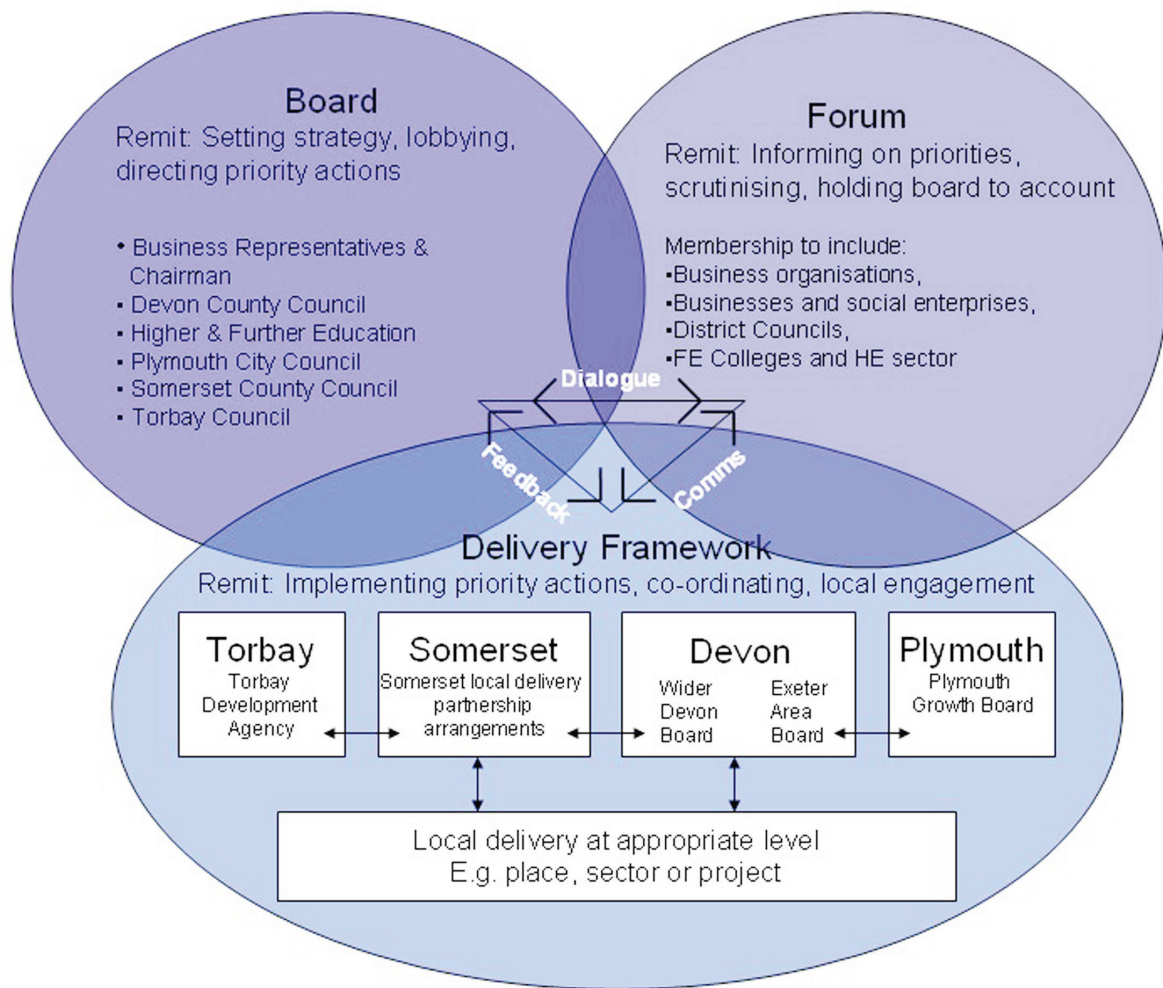 Board
Remit: Setting strategy, lobbying,
directing priority actions
• Business Representatives &
Chairman
▪ Devon County Council
▪ Higher & Further Education
▪ Plymouth City Council
▪ Somerset County Council
▪ Torbay Council
Forum
Remit: Informing on priorities,
scrutinising, holding board to account
Membership to include:
▪Business organisations,
▪Businesses and social enterprises,
▪District Councils,
▪FE Colleges and HE sector
Dialogue
Feedback
Comms
Delivery Framework
Remit: Implementing priority actions, co-ordinating, local engagement
Torbay
Torbay
Development
Agency
Somerset
Somerset local delivery
partnership
arrangements
Devon
Wider
Devon
Board
Exeter
Area
Board
Plymouth
Plymouth
Growth Board
Local delivery at appropriate level
E.g. place, sector or project